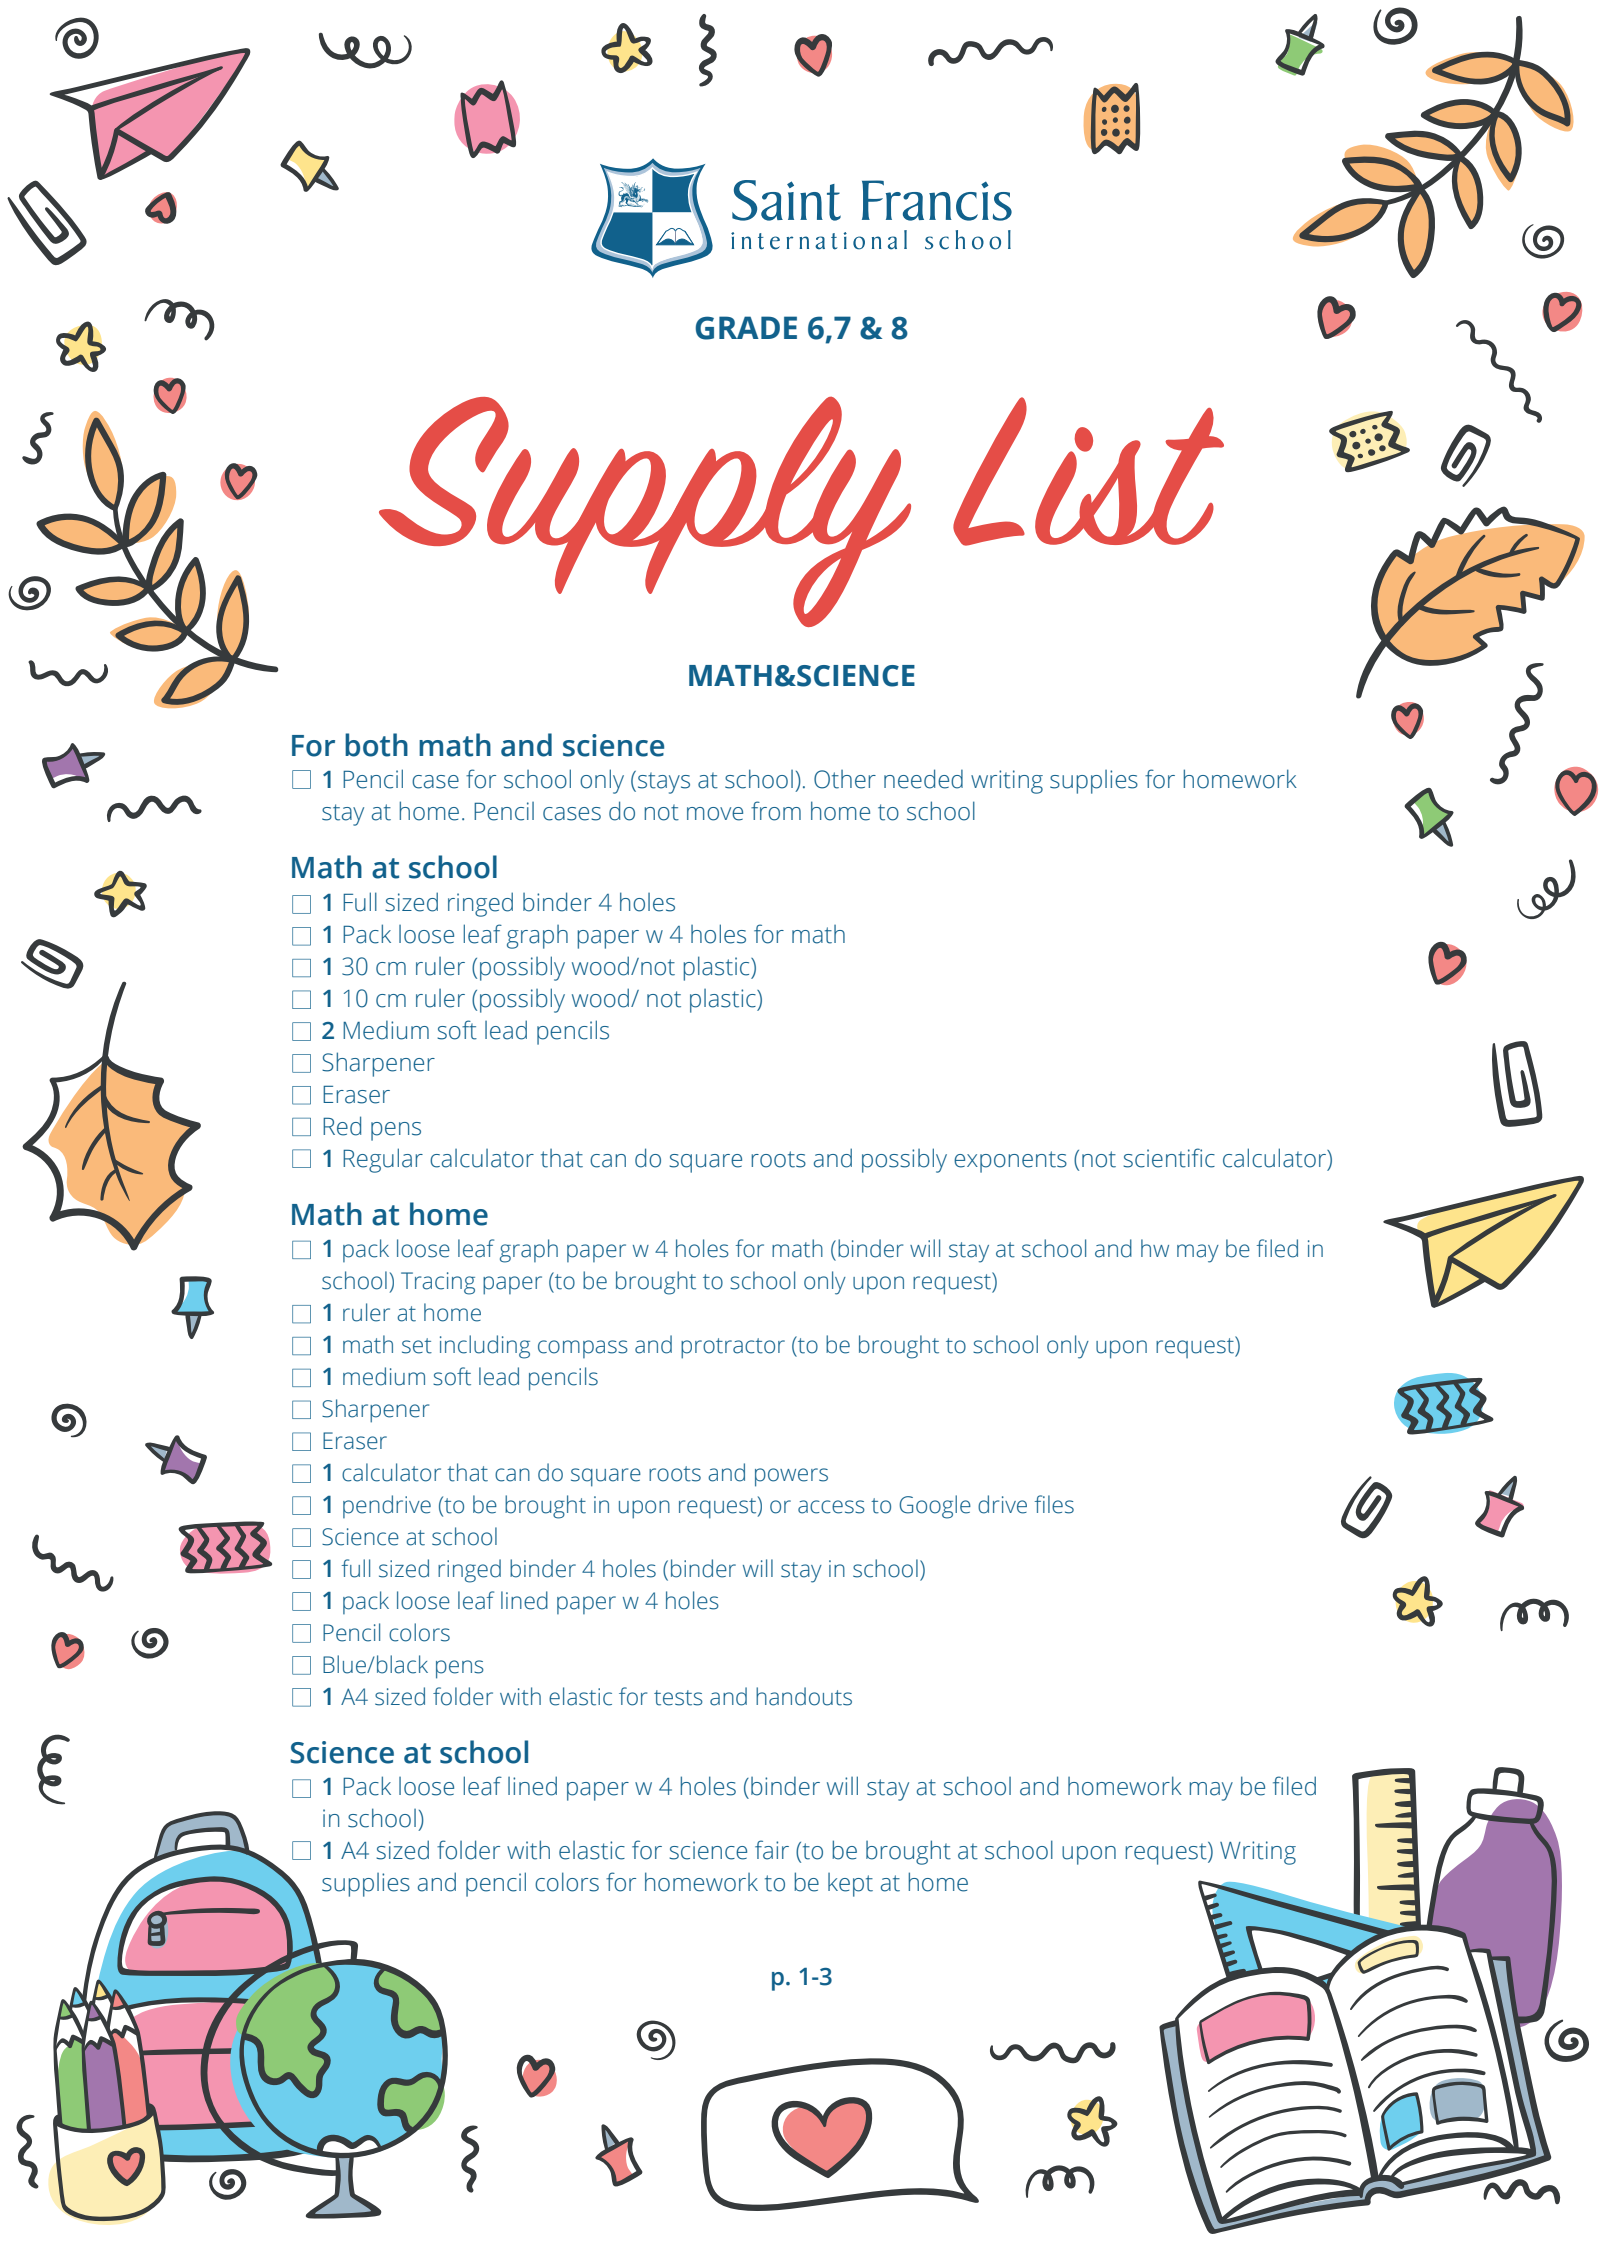 Saint Francis
international school
GRADE 6,7 & 8
Supply List
MATH&SCIENCE
For both math and science
☐ 1 Pencil case for school only (stays at school). Other needed writing supplies for homework
stay at home. Pencil cases do not move from home to school
Math at school
☐ 1 Full sized ringed binder 4 holes
☐ 1 Pack loose leaf graph paper w 4 holes for math
☐ 1 30 cm ruler (possibly wood/not plastic)
☐ 1 10 cm ruler (possibly wood/ not plastic)
☐ 2 Medium soft lead pencils
☐ Sharpener
☐ Eraser
☐ Red pens
☐ 1 Regular calculator that can do square roots and possibly exponents (not scientific calculator)
Math at home
☐ 1 pack loose leaf graph paper w 4 holes for math (binder will stay at school and hw may be filed in
school) Tracing paper (to be brought to school only upon request)
☐ 1 ruler at home
☐ 1 math set including compass and protractor (to be brought to school only upon request)
☐ 1 medium soft lead pencils
☐ Sharpener
☐ Eraser
☐ 1 calculator that can do square roots and powers
☐ 1 pendrive (to be brought in upon request) or access to Google drive files
☐ Science at school
☐ 1 full sized ringed binder 4 holes (binder will stay in school)
☐ 1 pack loose leaf lined paper w 4 holes
☐ Pencil colors
☐ Blue/black pens
☐ 1 A4 sized folder with elastic for tests and handouts
Science at school
☐ 1 Pack loose leaf lined paper w 4 holes (binder will stay at school and homework may be filed
in school)
☐ 1 A4 sized folder with elastic for science fair (to be brought at school upon request) Writing
supplies and pencil colors for homework to be kept at home
p. 1-3